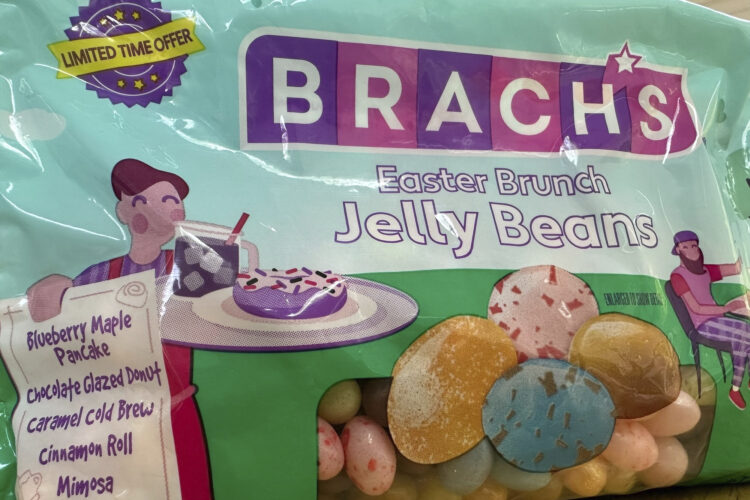 LIMITED TIME OFFER
BRACH'S
Easter Brunch
Jelly Beans
ENLARGED TO SHOW DETAIL
Blueberry Maple
Pancake
Chocolate Glazed Donut
Caramel Cold Brew
Cinnamon Roll
Mimosa